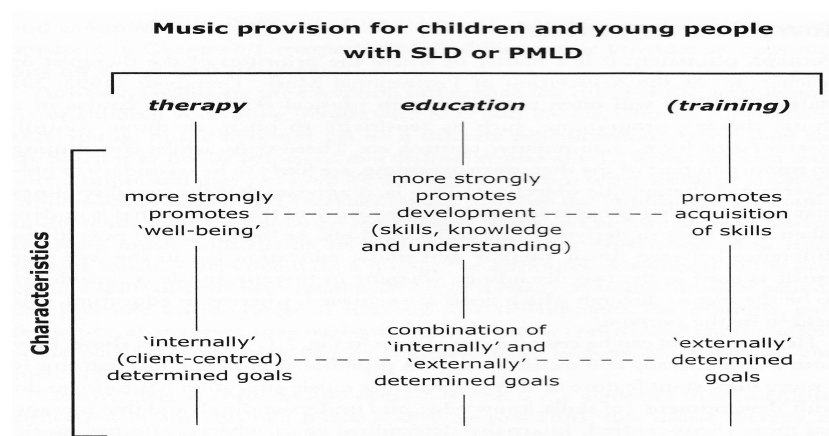 Music provision for children and young people
with SLD or PMLD
therapy
education
(training)
Characteristics
more strongly
promotes
‘well-being’
more strongly
promotes
development
(skills, knowledge
and understanding)
promotes
acquisition
of skills
‘internally’
(client-centred)
determined goals
combination of
‘internally’ and
‘externally’
determined goals
‘externally’
determined
goals